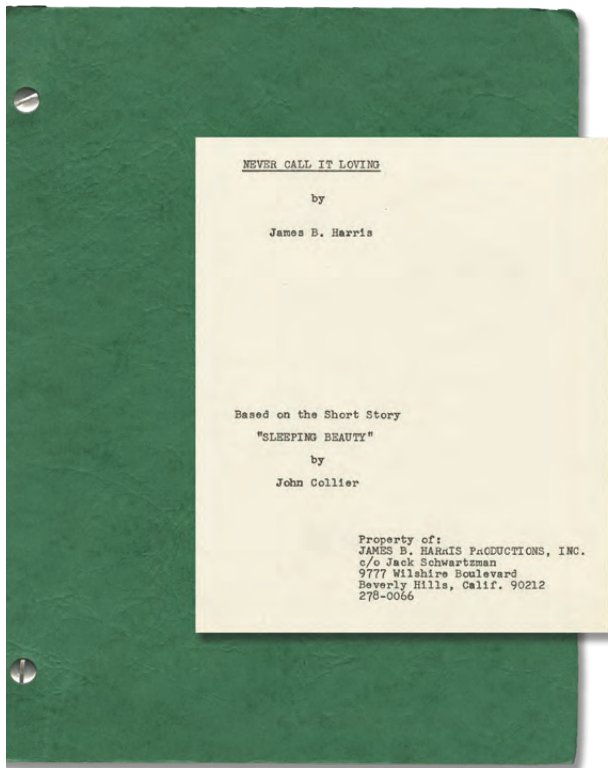 NEVER CALL IT LOVING
by
James B. Harris
Based on the Short Story
"SLEEPING BEAUTY"
by
John Collier
Property of:
JAMES B. HARRIS PRODUCTIONS, INC.
c/o Jack Schwartzman
9777 Wilshire Boulevard
Beverly Hills, Calif. 90212
278-0066